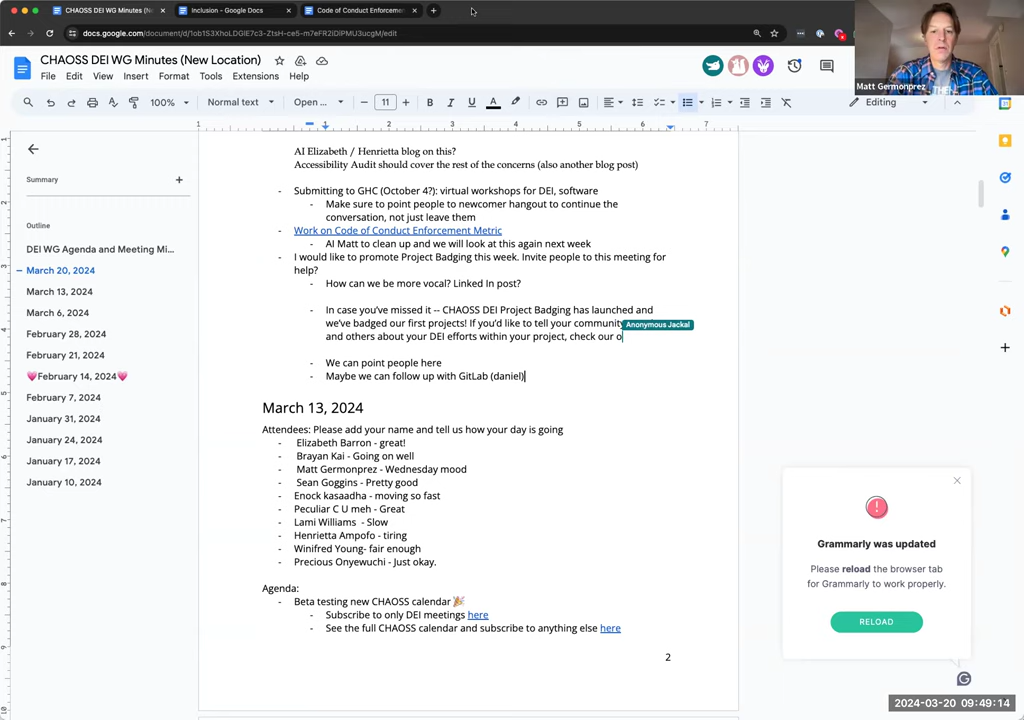 CHAOSS DEI WG Minutes (N
Inclusion - Google Docs
Code of Conduct Enforcemen
docs.google.com/document/d/
CHAOSS DEI WG Minutes (New Location)
File Edit View Insert Format Tools Extensions Help
100% Normal text Open ... 11 Editing
Matt Germonprez
1 1 2 3 4 5 6 7
Summary
Outline
DEI WG Agenda and Meeting Mi...
March 20, 2024
March 13, 2024
March 6, 2024
February 28, 2024
February 21, 2024
💗February 14, 2024💗
February 7, 2024
January 31, 2024
January 24, 2024
January 17, 2024
January 10, 2024
AI Elizabeth / Henrietta blog on this?
Accessibility Audit should cover the rest of the concerns (also another blog post)
- Submitting to GHC (October 4?): virtual workshops for DEI, software
- Make sure to point people to newcomer hangout to continue the
conversation, not just leave them
- Work on Code of Conduct Enforcement Metric
- AI Matt to clean up and we will look at this again next week
- I would like to promote Project Badging this week. Invite people to this meeting for
help?
- How can we be more vocal? Linked In post?
- In case you've missed it -- CHAOSS DEI Project Badging has launched and
we've badged our first projects! If you'd like to tell your community
Anonymous Jackal
and others about your DEI efforts within your project, check our o
- We can point people here
- Maybe we can follow up with GitLab (daniel)
March 13, 2024
Attendees: Please add your name and tell us how your day is going
- Elizabeth Barron - great!
- Brayan Kai - Going on well
- Matt Germonprez - Wednesday mood
- Sean Goggins - Pretty good
- Enock kasaadha - moving so fast
- Peculiar C U meh - Great
- Lami Williams - Slow
- Henrietta Ampofo - tiring
- Winifred Young- fair enough
- Precious Onyewuchi - Just okay.
Agenda:
- Beta testing new CHAOSS calendar 🎉
- Subscribe to only DEI meetings here
- See the full CHAOSS calendar and subscribe to anything else here
2
Grammarly was updated
Please reload the browser tab
for Grammarly to work properly.
RELOAD
2024-03-20 09:49:14